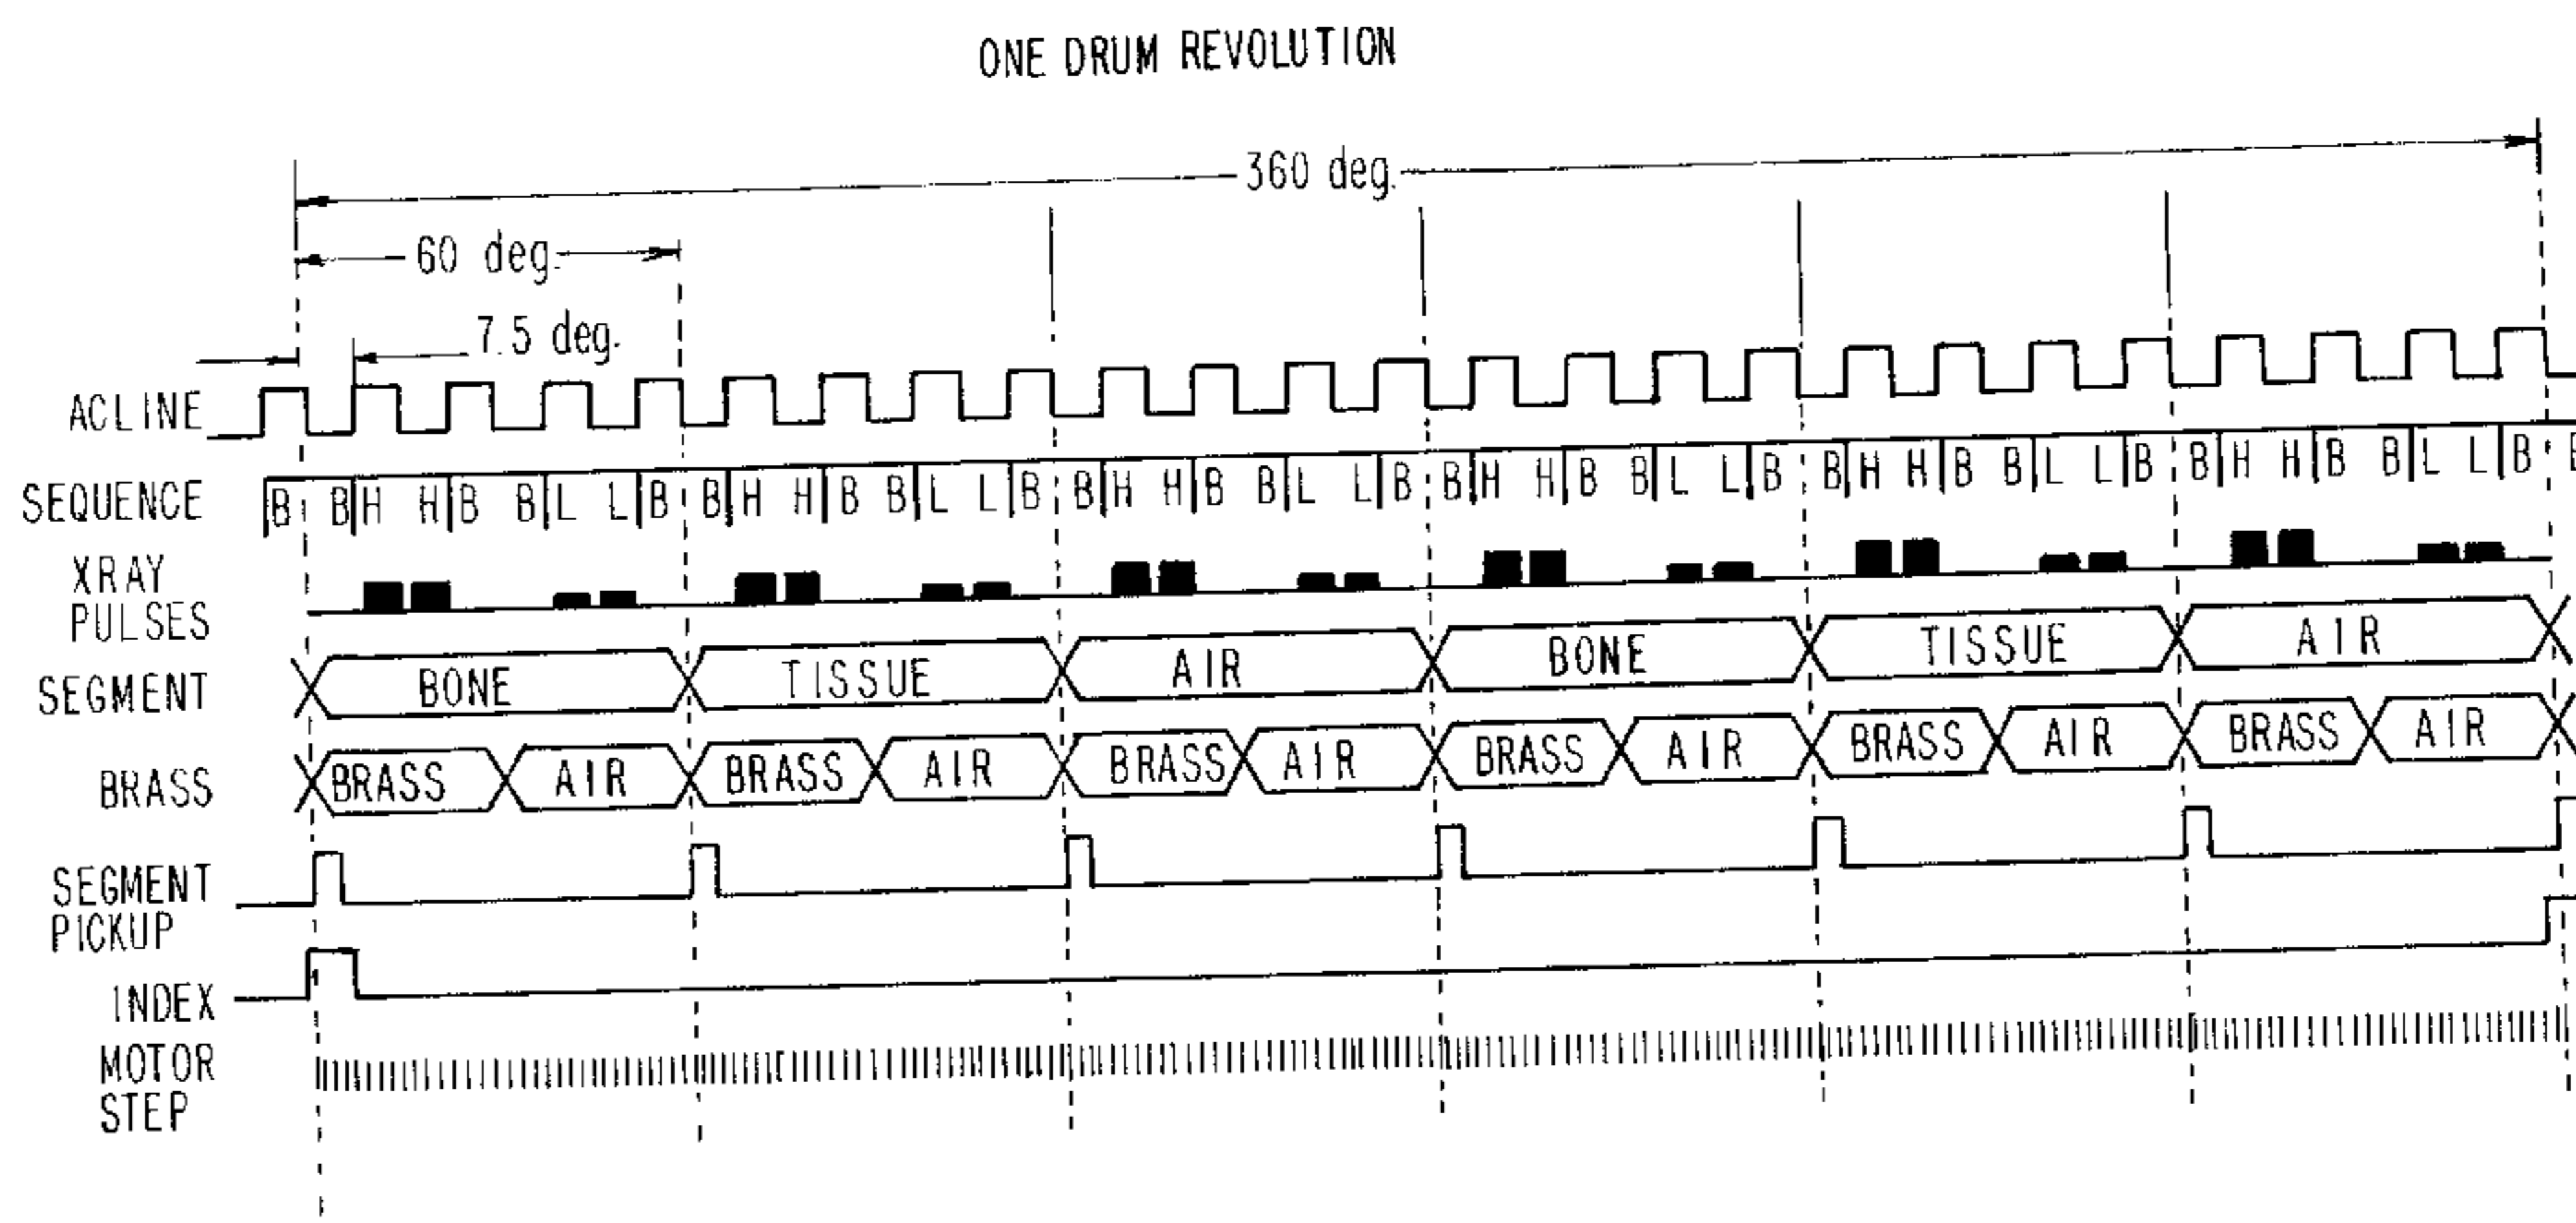 ONE DRUM REVOLUTION
360 deg.
60 deg.
7.5 deg.
ACLINE
SEQUENCE B B H H B B L L B B H H B B L L B B H H B B L L B B H H B B L L B B H H B B L L B B H H B B L L B
XRAY
PULSES
SEGMENT BONE TISSUE AIR BONE TISSUE AIR
BRASS BRASS AIR BRASS AIR BRASS AIR BRASS AIR BRASS AIR BRASS AIR
SEGMENT
PICKUP
INDEX
MOTOR
STEP